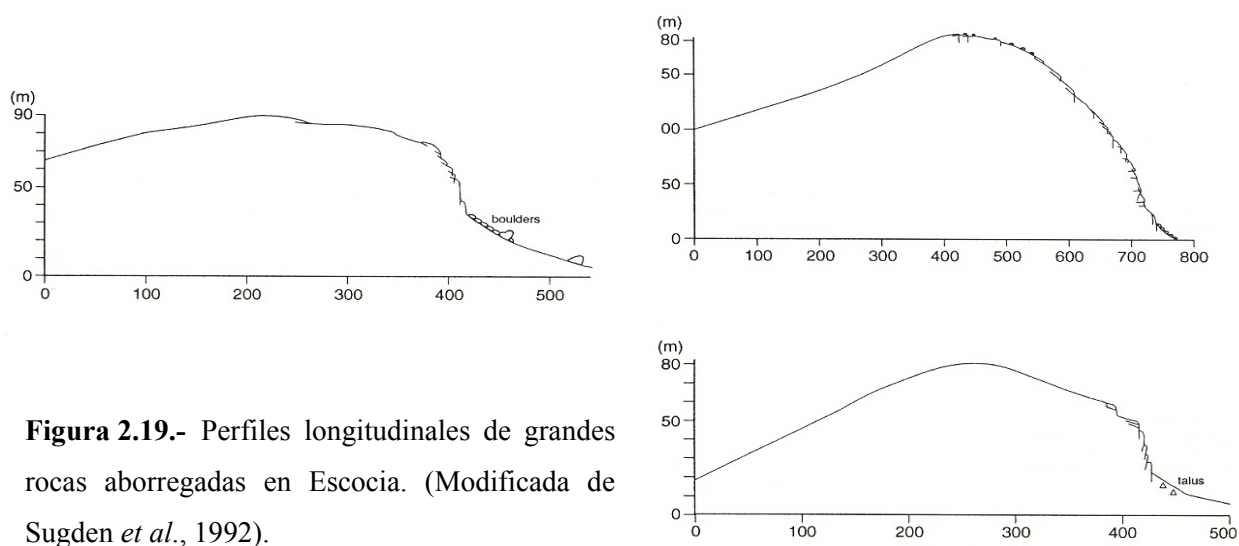 (m)
90
50
boulders
0
0 100 200 300 400 500
(m)
80
50
00
50
0
0 100 200 300 400 500 600 700 800
(m)
80
50
talus
0
0 100 200 300 400 500
Figura 2.19.- Perfiles longitudinales de grandes
rocas aborregadas en Escocia. (Modificada de
Sugden et al., 1992).